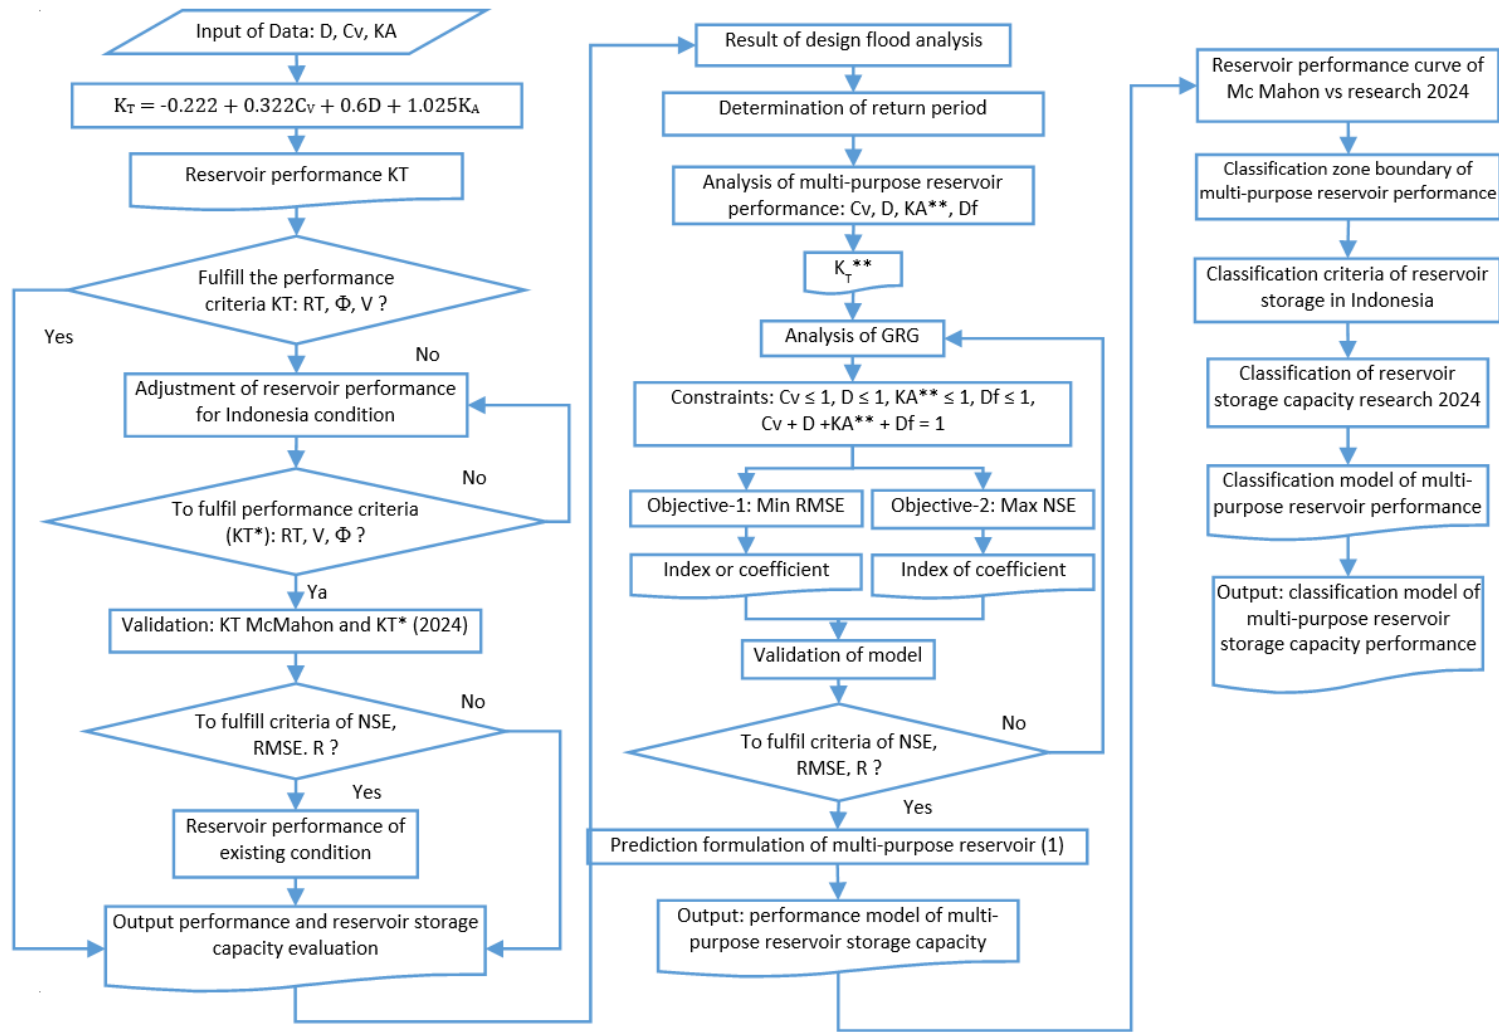 Input of Data: D, Cv, KA
K_T = -0.222 + 0.322C_V + 0.6D + 1.025K_A
Reservoir performance KT
Fulfill the performance
criteria KT: RT, Φ, V ?
Yes
No
Adjustment of reservoir performance
for Indonesia condition
No
To fulfil performance criteria
(KT*): RT, V, Φ ?
Ya
Validation: KT McMahon and KT* (2024)
No
To fulfill criteria of NSE,
RMSE. R ?
Yes
Reservoir performance of
existing condition
Output performance and reservoir storage
capacity evaluation
Result of design flood analysis
Determination of return period
Analysis of multi-purpose reservoir
performance: Cv, D, KA**, Df
K_T**
Analysis of GRG
Constraints: Cv ≤ 1, D ≤ 1, KA** ≤ 1, Df ≤ 1,
Cv + D +KA** + Df = 1
Objective-1: Min RMSE
Objective-2: Max NSE
Index or coefficient
Index of coefficient
Validation of model
No
To fulfil criteria of NSE,
RMSE, R ?
Yes
Prediction formulation of multi-purpose reservoir (1)
Output: performance model of multi-
purpose reservoir storage capacity
Reservoir performance curve of
Mc Mahon vs research 2024
Classification zone boundary of
multi-purpose reservoir performance
Classification criteria of reservoir
storage in Indonesia
Classification of reservoir
storage capacity research 2024
Classification model of multi-
purpose reservoir performance
Output: classification model of
multi-purpose reservoir
storage capacity performance